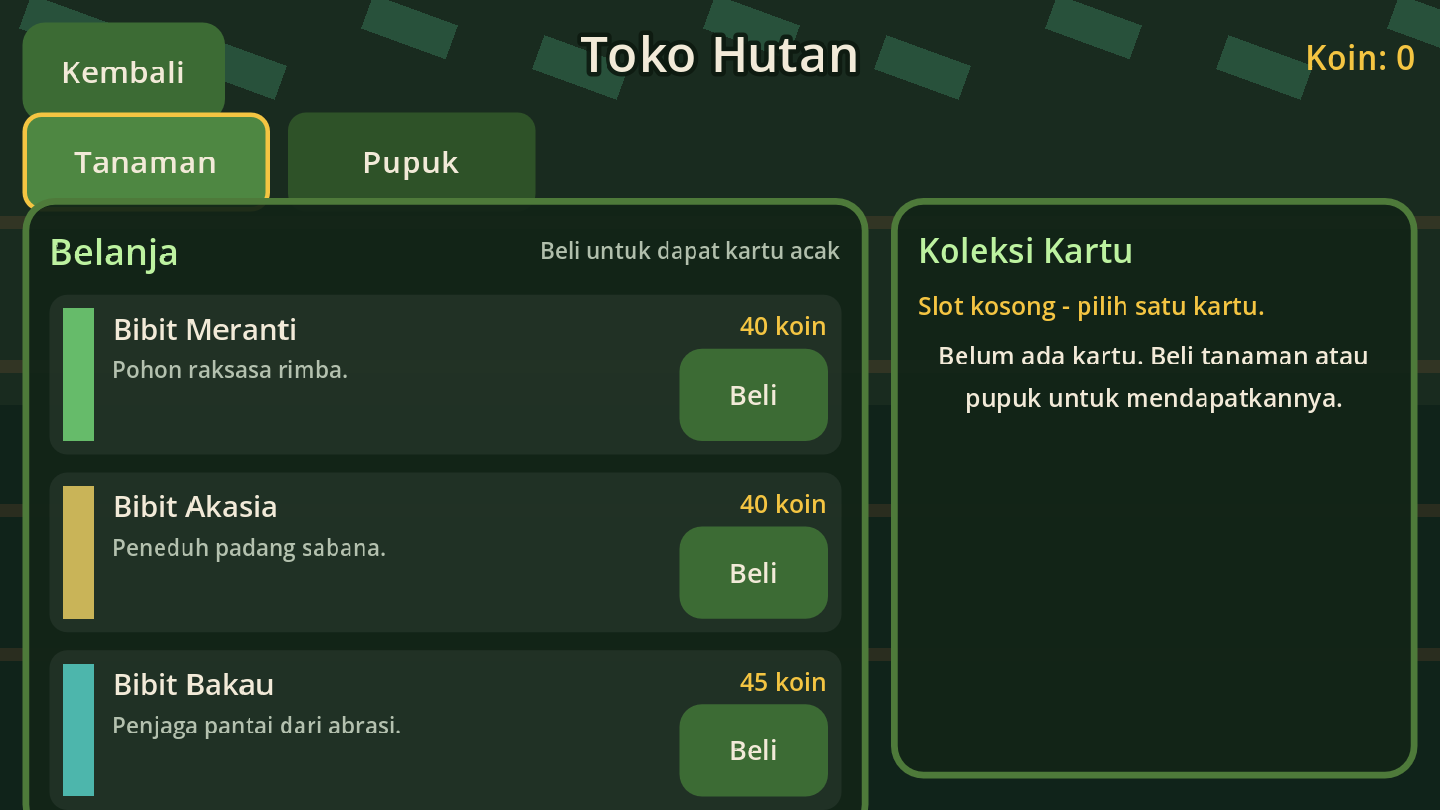 Kembali
Toko Hutan
Koin: 0
Tanaman
Pupuk
Belanja
Beli untuk dapat kartu acak
Bibit Meranti
Pohon raksasa rimba.
40 koin
Beli
Bibit Akasia
Peneduh padang sabana.
40 koin
Beli
Bibit Bakau
Penjaga pantai dari abrasi.
45 koin
Beli
Koleksi Kartu
Slot kosong - pilih satu kartu.
Belum ada kartu. Beli tanaman atau
pupuk untuk mendapatkannya.